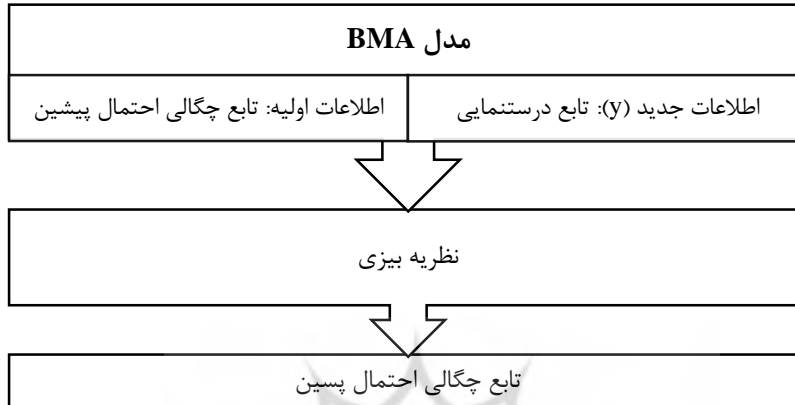 مدل BMA
اطلاعات جدید (y): تابع درستنمایی
اطلاعات اولیه: تابع چگالی احتمال پیشین
نظریه بیزی
تابع چگالی احتمال پسین